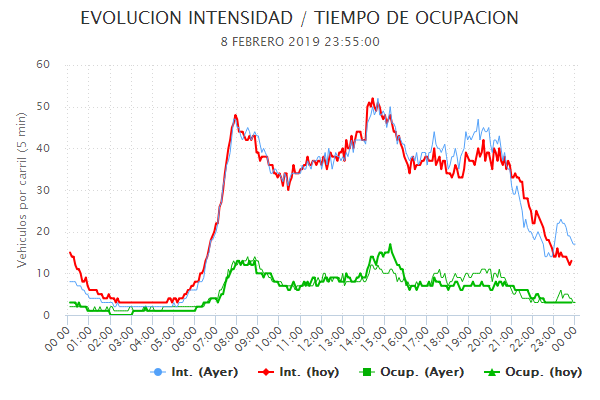 EVOLUCION INTENSIDAD / TIEMPO DE OCUPACION
8 FEBRERO 2019 23:55:00
Vehiculos por carril (5 min)
60
50
40
30
20
10
0
00:00 01:00 02:00 03:00 04:00 05:00 06:00 07:00 08:00 09:00 10:00 11:00 12:00 13:00 14:00 15:00 16:00 17:00 18:00 19:00 20:00 21:00 22:00 23:00 00:00
Int. (Ayer) Int. (hoy) Ocup. (Ayer) Ocup. (hoy)